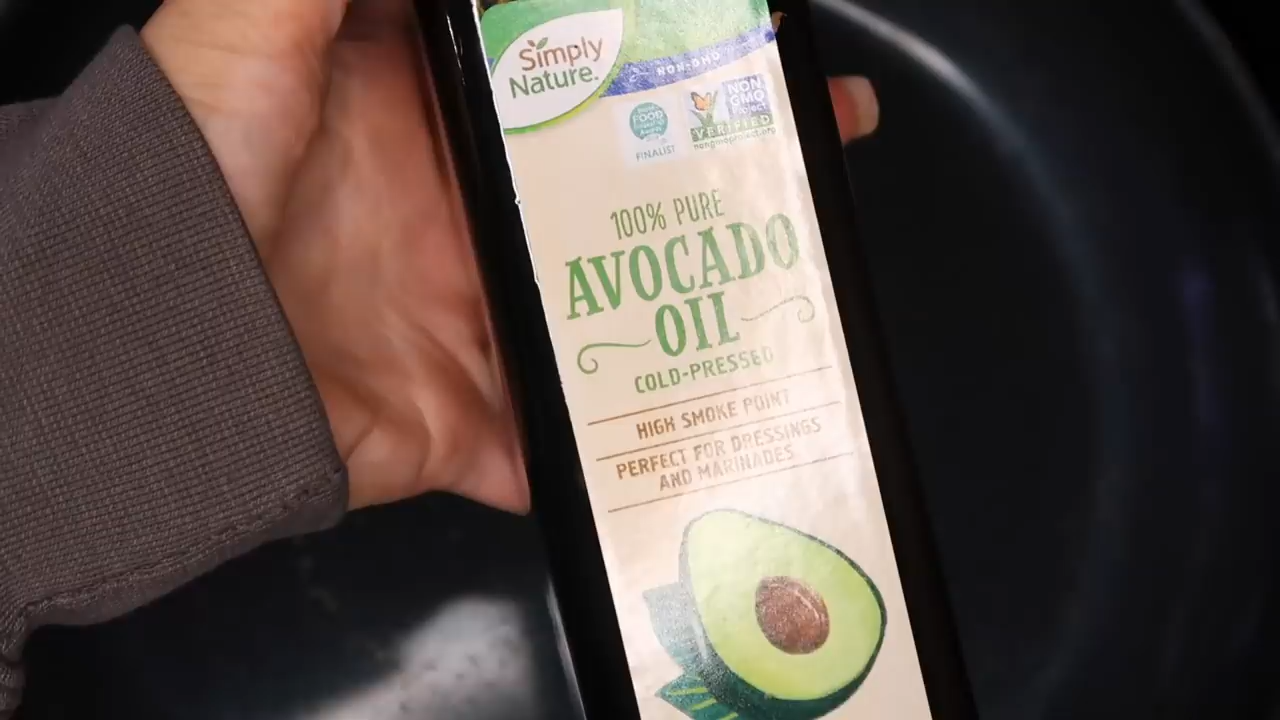 Simply
Nature.
NON-GMO
FOOD
FINALIST
NON
GMO
Project
VERIFIED
nongmoproject.org
100% PURE
AVOCADO
OIL
COLD-PRESSED
HIGH SMOKE POINT
PERFECT FOR DRESSINGS
AND MARINADES